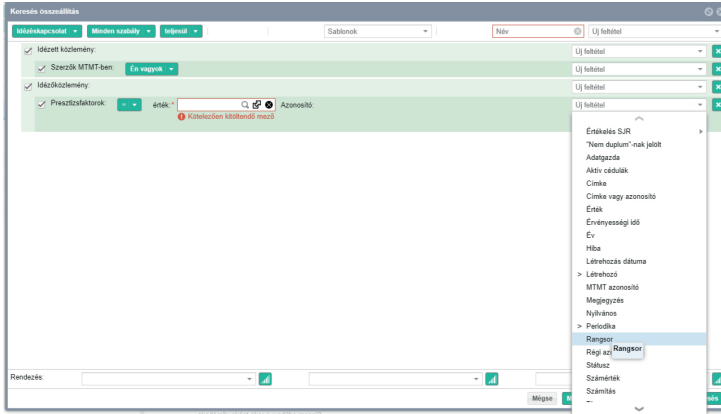 Keresés összeállítás
Idézéskapcsolat Minden szabály teljesül Sablonok Név Új feltétel
Idézett közlemény: Új feltétel
Szerzők MTMT-ben: Én vagyok Új feltétel
Idézőközlemény: Új feltétel
Presztízsfaktorok: = érték:* Azonosító: Új feltétel
Kötelezően kitöltendő mező
Értékelés SJR
"Nem duplum"-nak jelölt
Adatgazda
Aktív cédulák
Címke
Címke vagy azonosító
Érték
Érvényességi idő
Év
Hiba
Létrehozás dátuma
> Létrehozó
MTMT azonosító
Megjegyzés
Nyilvános
> Periodika
Rangsor
Rangsor
Régi az
Státusz
Számérték
Számítás
Rendezés:
Mégse M és